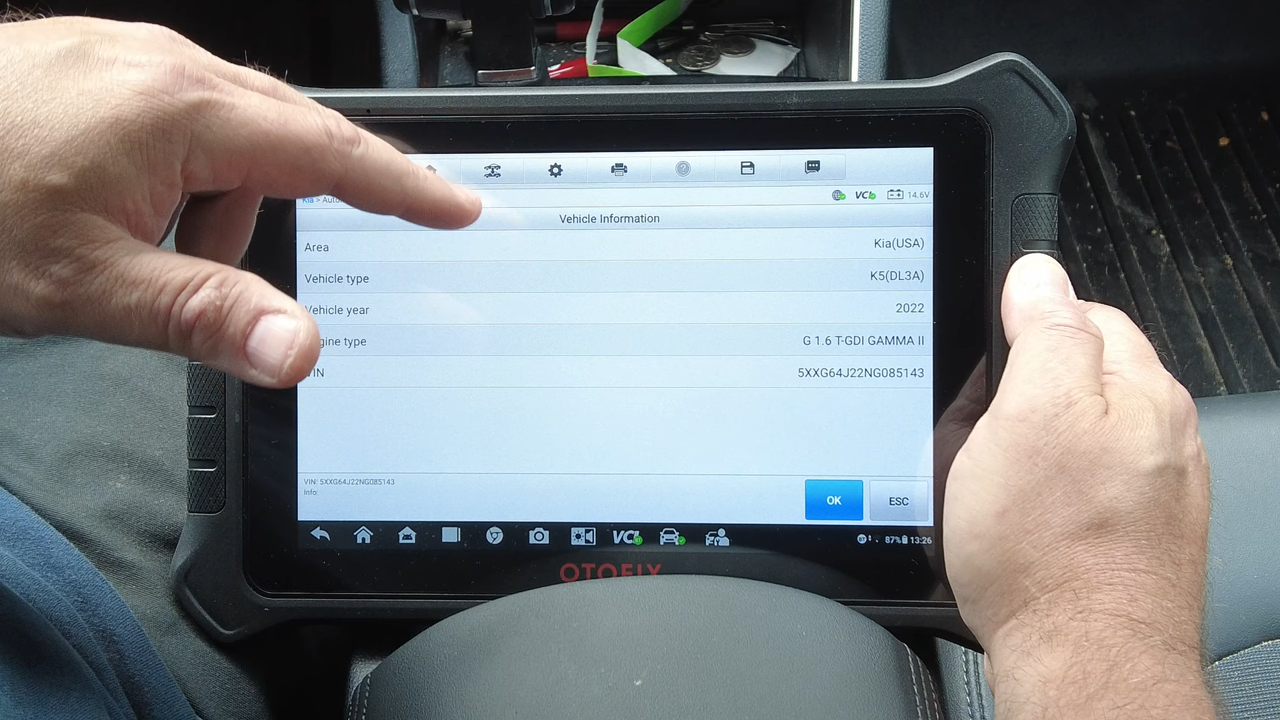 VCI 14.6V
Kia > Auto
Vehicle Information
Area Kia(USA)
Vehicle type K5(DL3A)
Vehicle year 2022
gine type G 1.6 T-GDI GAMMA II
VIN 5XXG64J22NG085143
VIN: 5XXG64J22NG085143
Info:
OK ESC
VCI 87% 13:26
OTOFIX